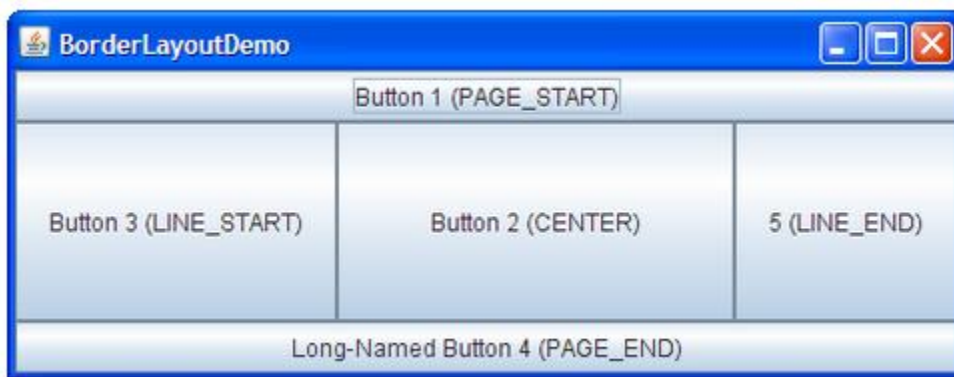 BorderLayoutDemo
Button 1 (PAGE_START)
Button 3 (LINE_START)
Button 2 (CENTER)
5 (LINE_END)
Long-Named Button 4 (PAGE_END)